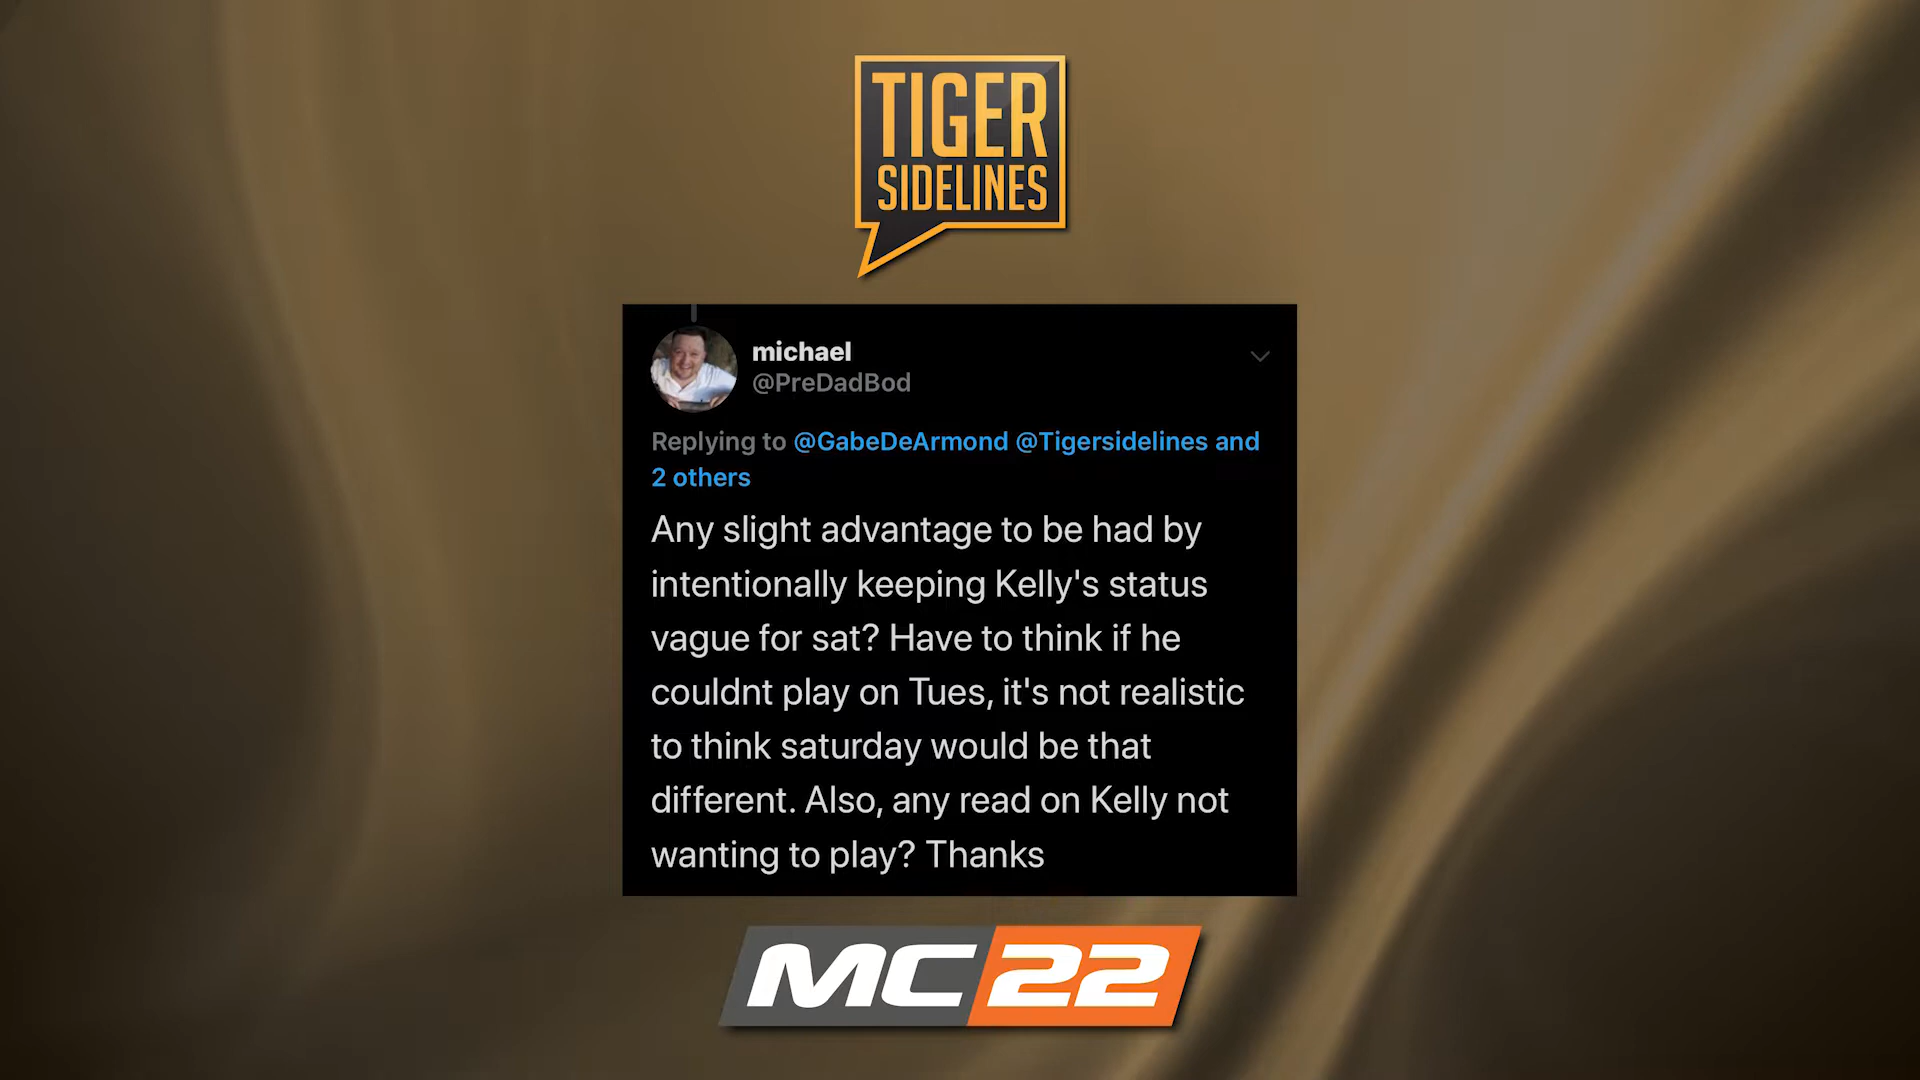 TIGER
SIDELINES
michael
@PreDadBod
Replying to @GabeDeArmond @Tigersidelines and
2 others
Any slight advantage to be had by
intentionally keeping Kelly's status
vague for sat? Have to think if he
couldnt play on Tues, it's not realistic
to think saturday would be that
different. Also, any read on Kelly not
wanting to play? Thanks
MC22